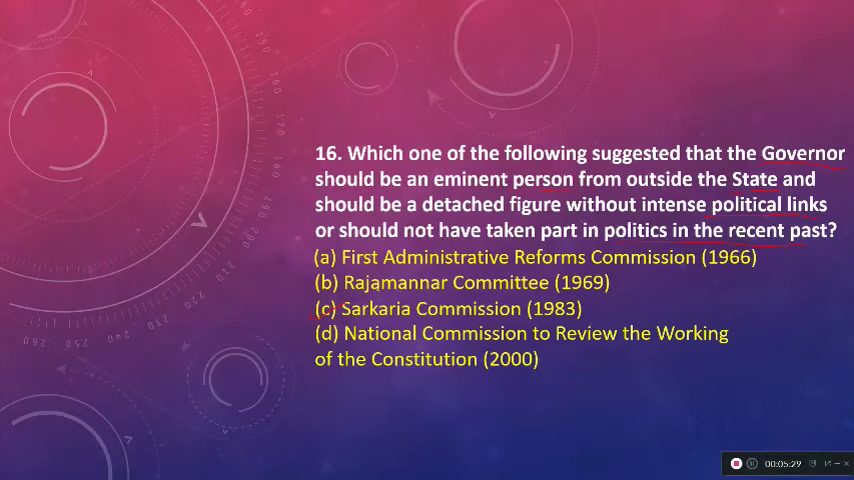 16. Which one of the following suggested that the Governor
should be an eminent person from outside the State and
should be a detached figure without intense political links
or should not have taken part in politics in the recent past?
(a) First Administrative Reforms Commission (1966)
(b) Rajamannar Committee (1969)
(c) Sarkaria Commission (1983)
(d) National Commission to Review the Working
of the Constitution (2000)
00:05:29